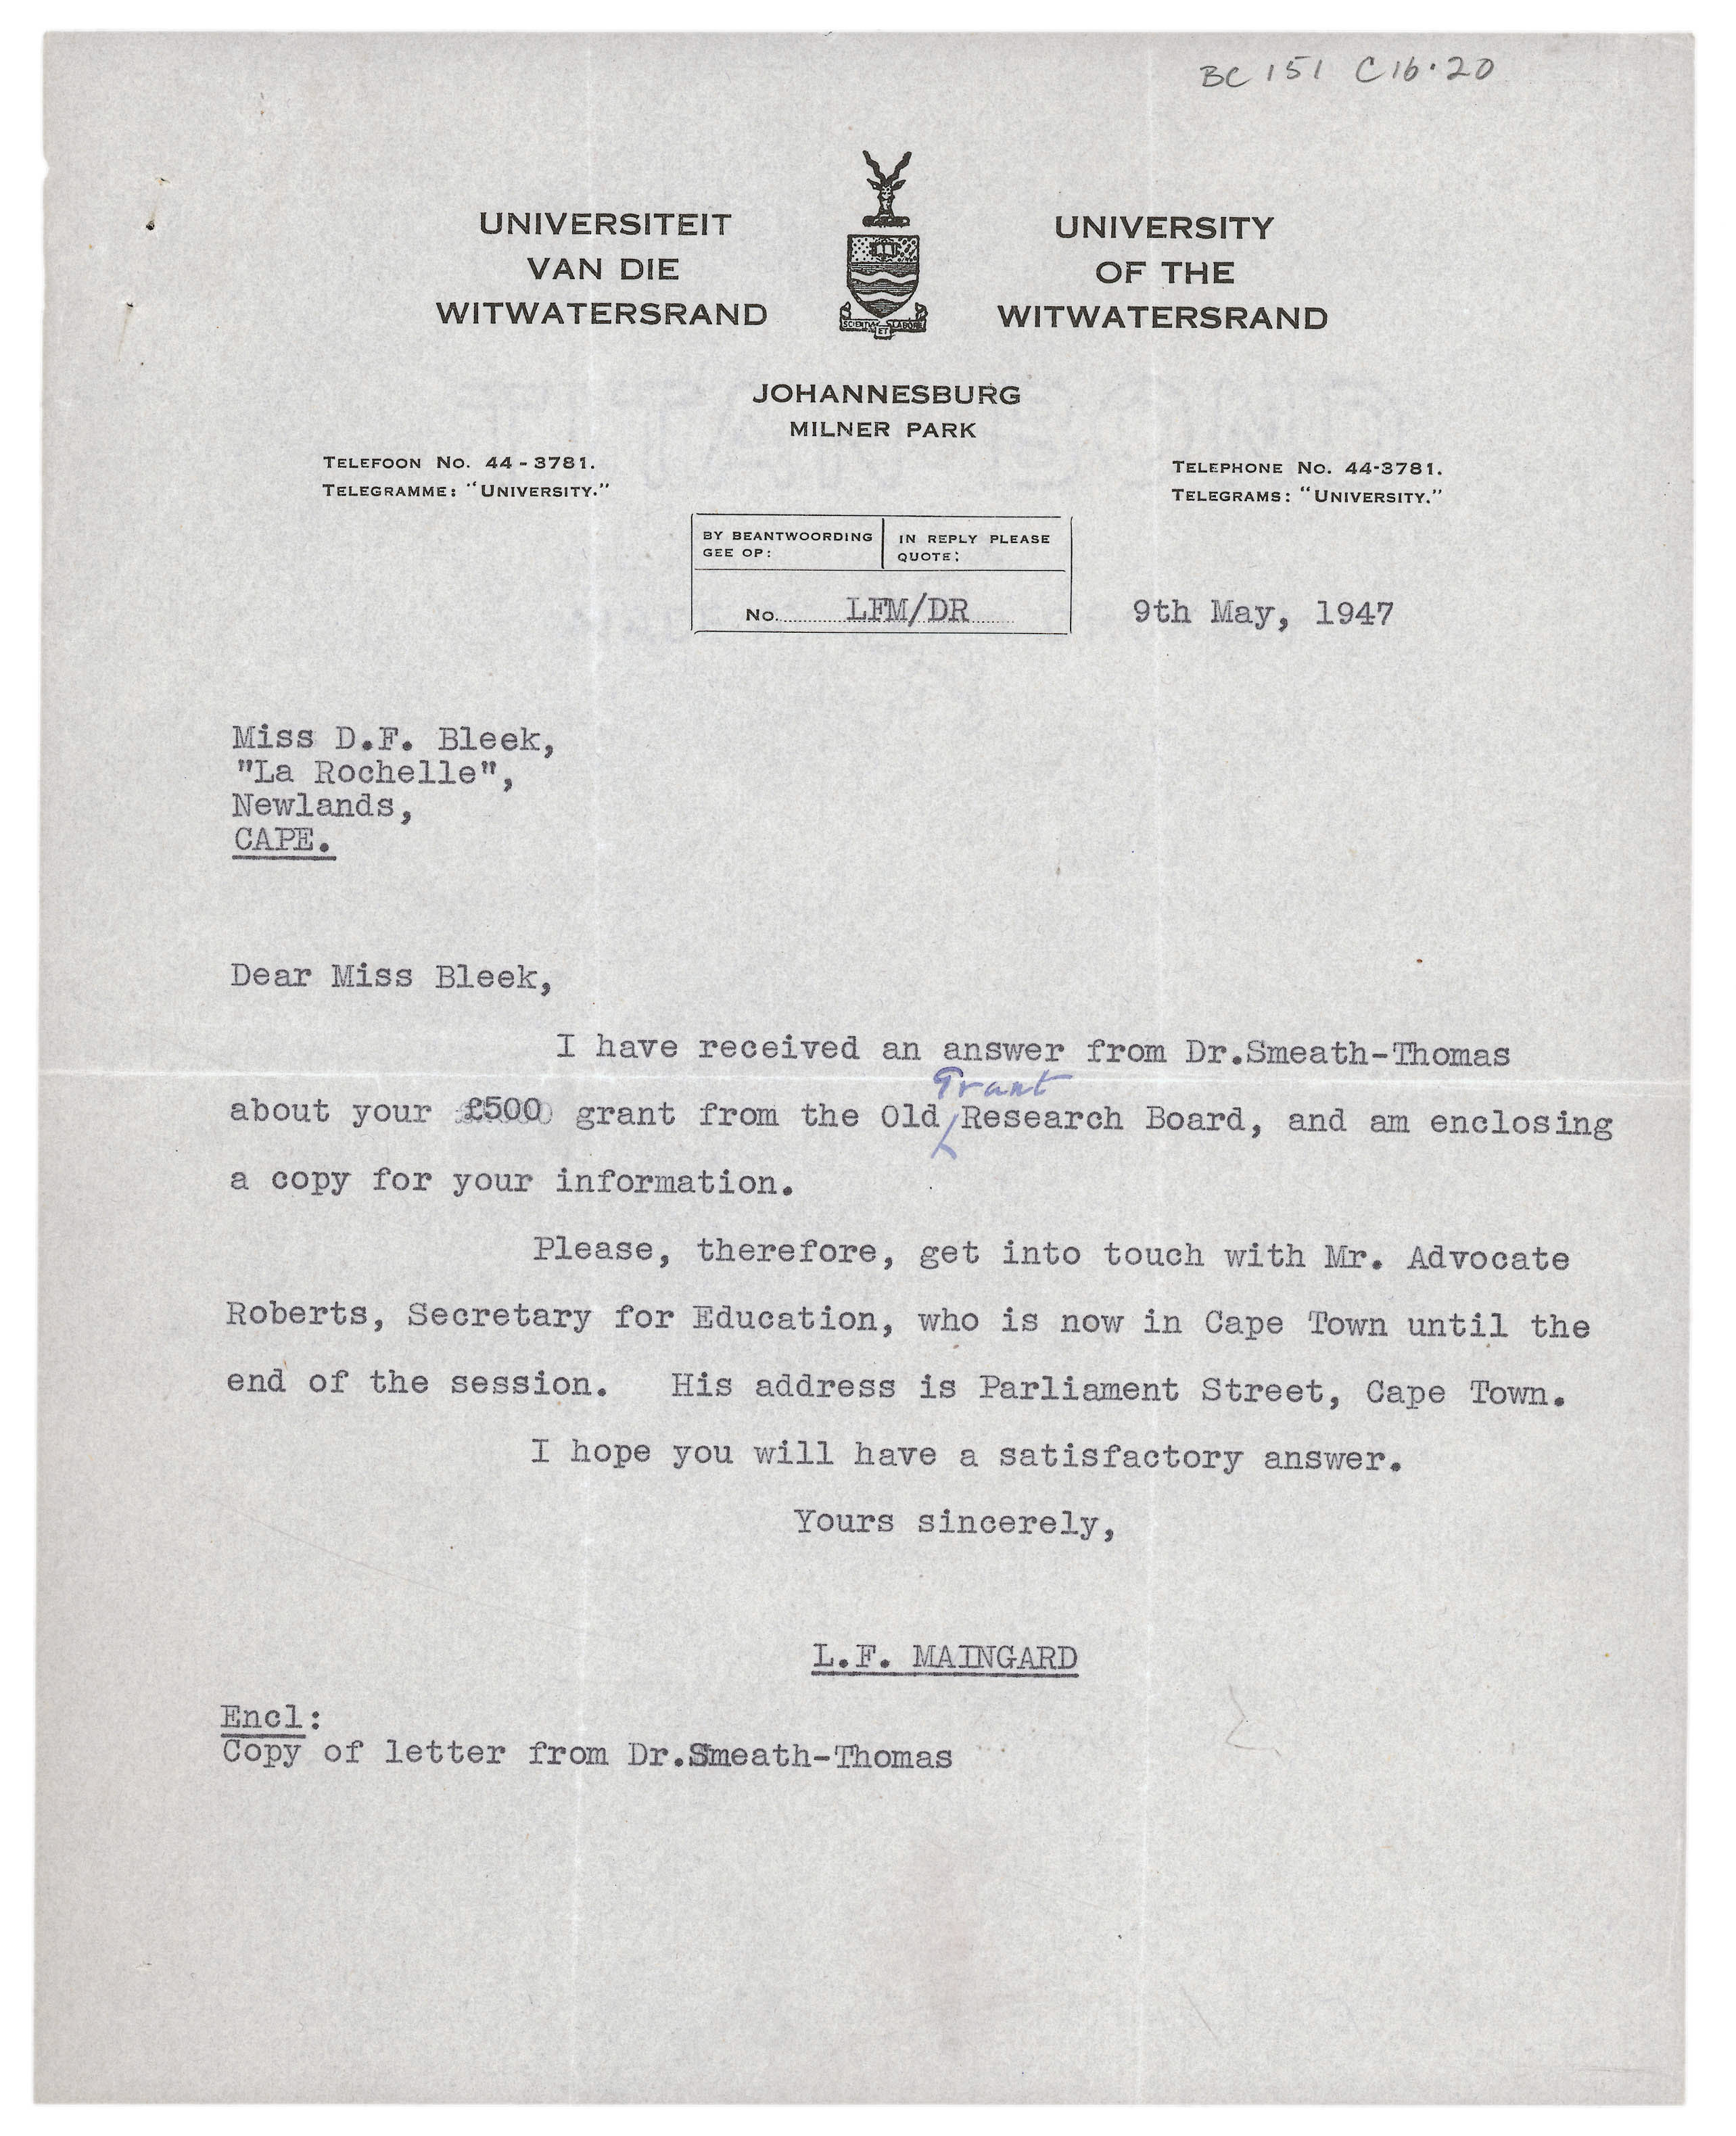 BC 151 C16.20
UNIVERSITEIT
VAN DIE
WITWATERSRAND
SCIENTIA ET LABORE
UNIVERSITY
OF THE
WITWATERSRAND
JOHANNESBURG
MILNER PARK
TELEFOON No. 44-3781.
TELEGRAMME: "UNIVERSITY."
TELEPHONE No. 44-3781.
TELEGRAMS: "UNIVERSITY."
BY BEANTWOORDING
GEE OP:
IN REPLY PLEASE
QUOTE:
No. LFM/DR
9th May, 1947
Miss D.F. Bleek,
"La Rochelle",
Newlands,
CAPE.
Dear Miss Bleek,
I have received an answer from Dr.Smeath-Thomas
Grant
about your £500 grant from the Old Research Board, and am enclosing
a copy for your information.
Please, therefore, get into touch with Mr. Advocate
Roberts, Secretary for Education, who is now in Cape Town until the
end of the session. His address is Parliament Street, Cape Town.
I hope you will have a satisfactory answer.
Yours sincerely,
L.F. MAINGARD
Encl:
Copy of letter from Dr.Smeath-Thomas